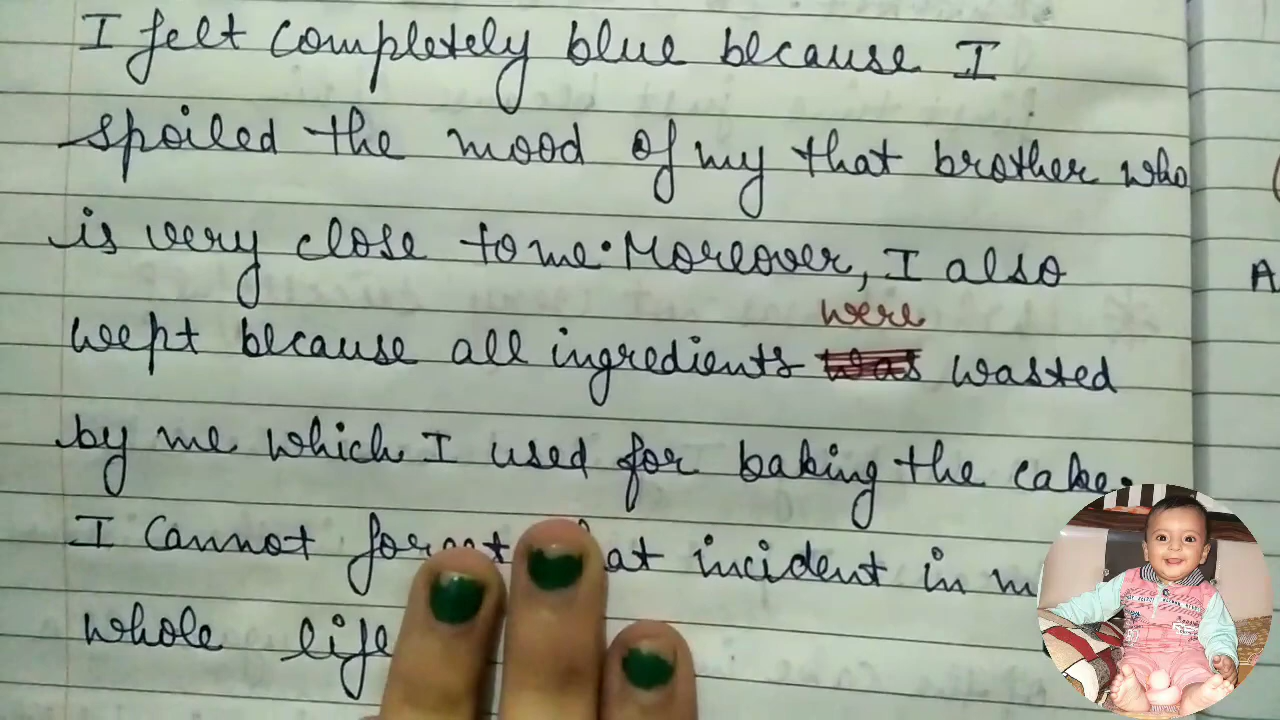 I felt completely blue because I
spoiled the mood of my that brother who
is very close to me. Moreover, I also
were
wept because all ingredients was wasted
by me which I used for baking the cake.
I cannot in incident
whole life
A